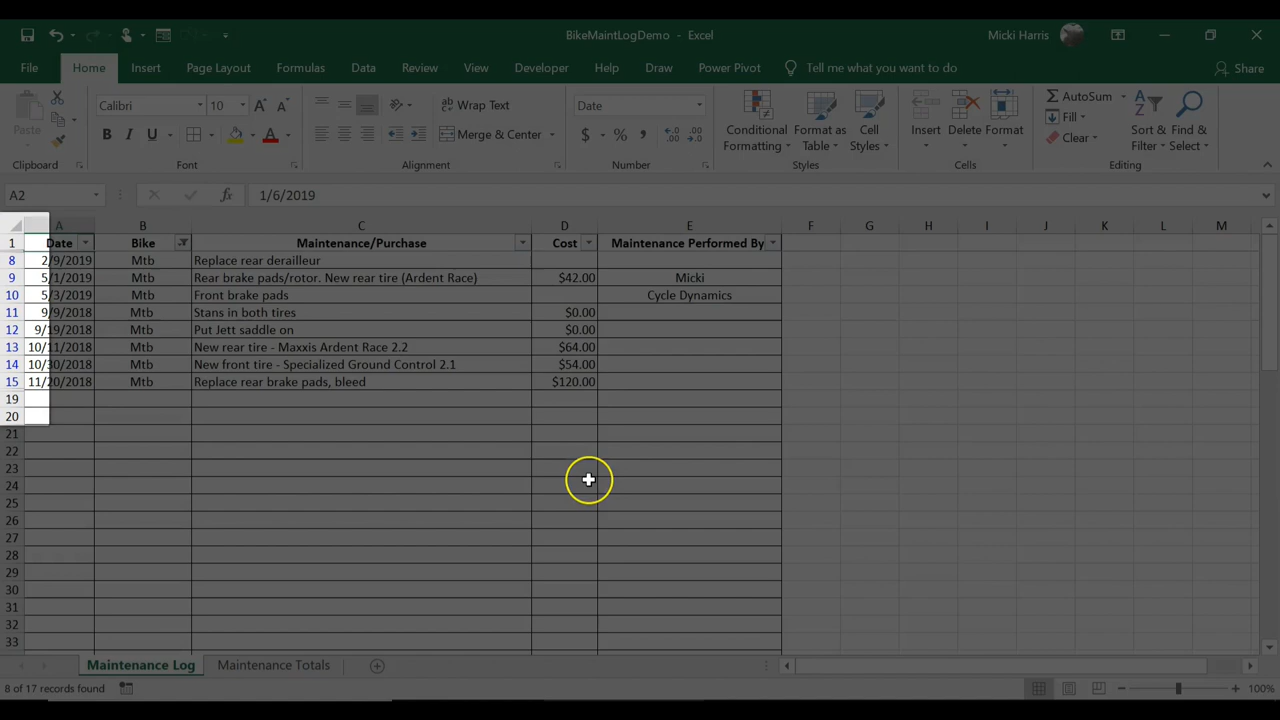 BikeMaintLogDemo - Excel
Micki Harris
File Home Insert Page Layout Formulas Data Review View Developer Help Draw Power Pivot Tell me what you want to do Share
Paste
Calibri 10
B I U
Wrap Text
Merge & Center
Date
$ % ,
Conditional Formatting
Format as Table
Cell Styles
Insert
Delete
Format
AutoSum
Fill
Clear
Sort & Filter
Find & Select
Clipboard Font Alignment Number Styles Cells Editing
A2 fx 1/6/2019
A B C D E F G H I J K L M
1 Date Bike Maintenance/Purchase Cost Maintenance Performed By
8 2/9/2019 Mtb Replace rear derailleur
9 5/1/2019 Mtb Rear brake pads/rotor. New rear tire (Ardent Race) $42.00 Micki
10 5/3/2019 Mtb Front brake pads Cycle Dynamics
11 9/9/2018 Mtb Stans in both tires $0.00
12 9/19/2018 Mtb Put Jett saddle on $0.00
13 10/11/2018 Mtb New rear tire - Maxxis Ardent Race 2.2 $64.00
14 10/30/2018 Mtb New front tire - Specialized Ground Control 2.1 $54.00
15 11/20/2018 Mtb Replace rear brake pads, bleed $120.00
19
20
21
22
23
24
25
26
27
28
29
30
31
32
33
Maintenance Log Maintenance Totals
8 of 17 records found 100%